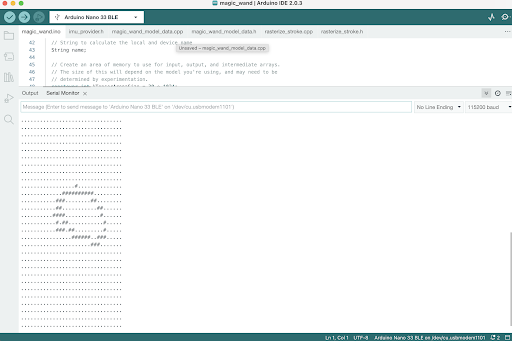 magic_wand | Arduino IDE 2.0.3
Arduino Nano 33 BLE
magic_wand.ino imu_provider.h magic_wand_model_data.cpp magic_wand_model_data.h rasterize_stroke.cpp rasterize_stroke.h
42 // String to calculate the local and device name
43 String name;
Unsaved – magic_wand_model_data.cpp
44
45 // Create an area of memory to use for input, output, and intermediate arrays.
46 // The size of this will depend on the model you're using, and may need to be
47 // determined by experimentation.
Output Serial Monitor
Message (Enter to send message to 'Arduino Nano 33 BLE' on '/dev/cu.usbmodem1101')
No Line Ending 115200 baud
................................
................................
................................
................................
................................
................................
................................
................................
.................#..............
.............##########.........
...........###........##........
...........##...........##......
..........####...........#......
...........#.##..........#......
...........###.##.........#.....
................######..###.....
......................###.......
................................
................................
................................
................................
................................
................................
................................
................................
................................
Ln 1, Col 1 UTF-8 Arduino Nano 33 BLE on /dev/cu.usbmodem1101 2